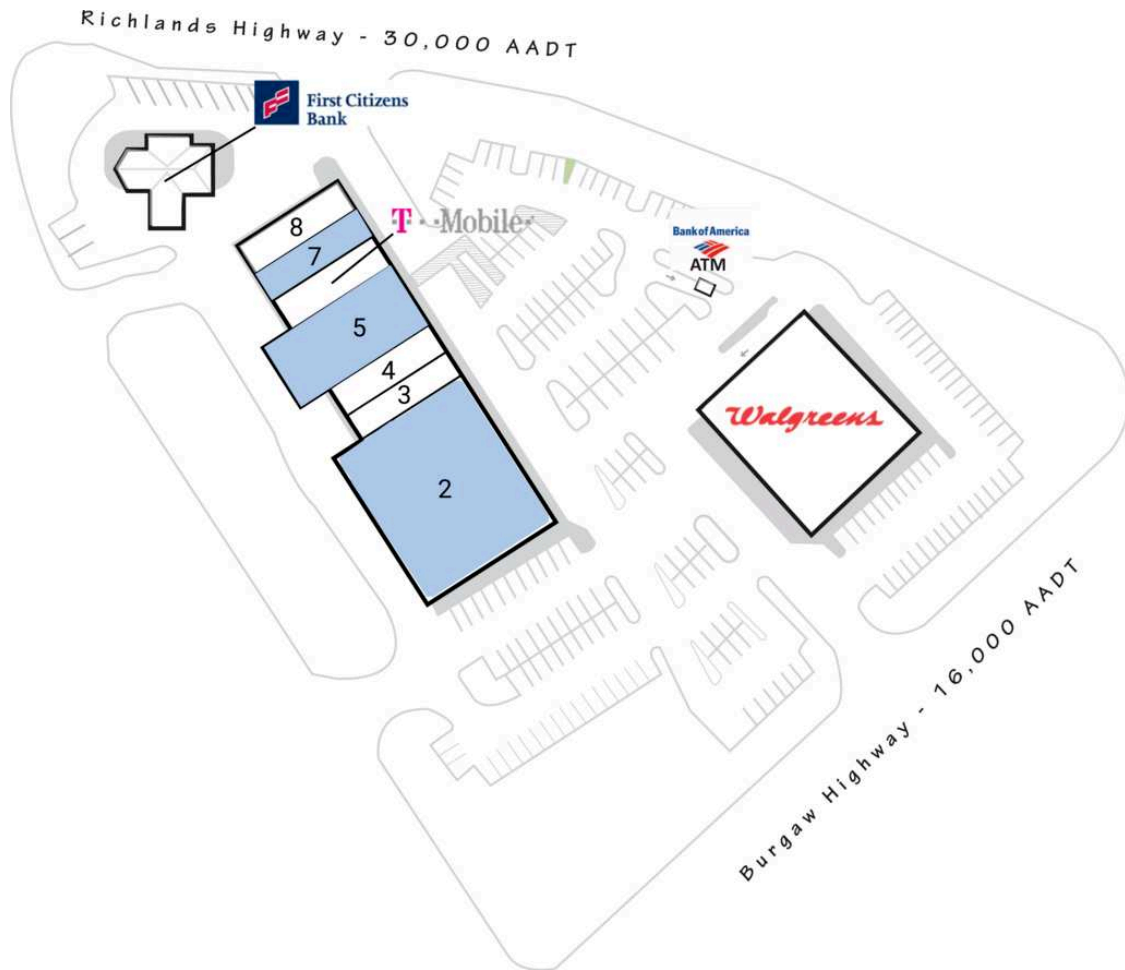 Richlands Highway - 30,000 AADT
First Citizens
Bank
8
T··Mobile·
7
Bank of America
ATM
5
4
3
Walgreens
2
Burgaw Highway - 16,000 AADT